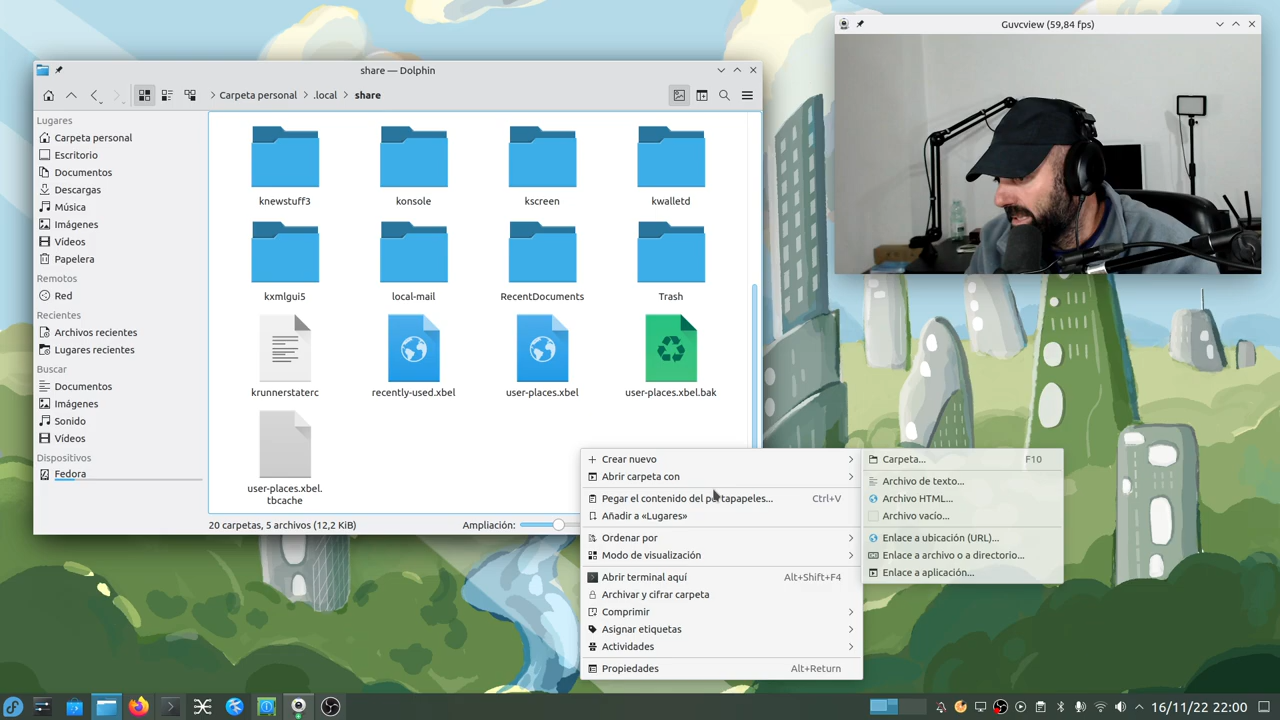 Guvcview (59,84 fps)
share — Dolphin
Carpeta personal
.local
share
Lugares
Carpeta personal
Escritorio
Documentos
Descargas
Música
Imágenes
Vídeos
Papelera
Remotos
Red
Recientes
Archivos recientes
Lugares recientes
Buscar
Documentos
Imágenes
Sonido
Vídeos
Dispositivos
Fedora
knewstuff3
konsole
kscreen
kwalletd
kxmlgui5
local-mail
RecentDocuments
Trash
krunnerstaterc
recently-used.xbel
user-places.xbel
user-places.xbel.bak
user-places.xbel.
tbcache
20 carpetas, 5 archivos (12,2 KiB)
Ampliación:
Crear nuevo
Abrir carpeta con
Pegar el contenido del portapapeles... Ctrl+V
Añadir a «Lugares»
Ordenar por
Modo de visualización
Abrir terminal aquí Alt+Shift+F4
Archivar y cifrar carpeta
Comprimir
Asignar etiquetas
Actividades
Propiedades Alt+Return
Carpeta... F10
Archivo de texto...
Archivo HTML...
Archivo vacío...
Enlace a ubicación (URL)...
Enlace a archivo o a directorio...
Enlace a aplicación...
16/11/22 22:00